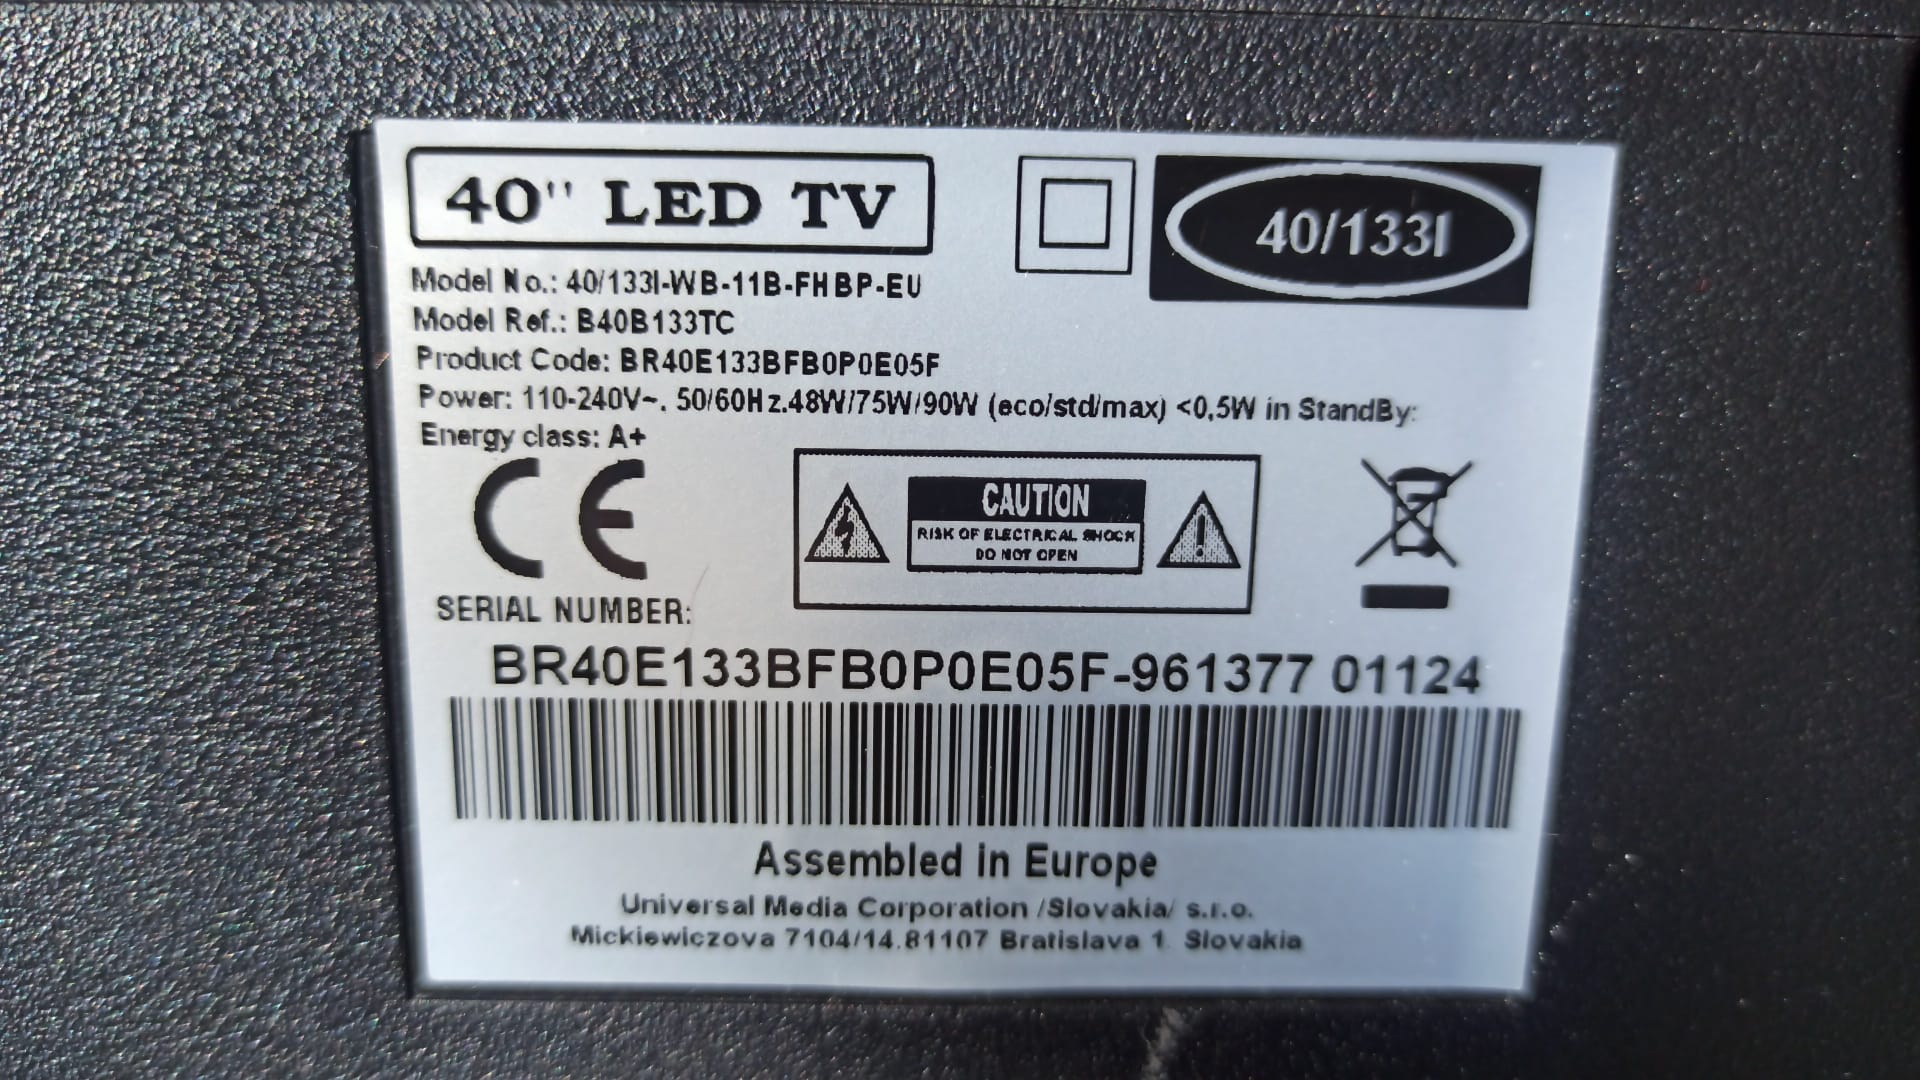 40" LED TV
40/133I
Model No.: 40/133I-WB-11B-FHBP-EU
Model Ref.: B40B133TC
Product Code: BR40E133BFB0P0E05F
Power: 110-240V~. 50/60Hz.48W/75W/90W (eco/std/max) <0,5W in StandBy:
Energy class: A+
CE
CAUTION
RISK OF ELECTRICAL SHOCK
DO NOT OPEN
SERIAL NUMBER:
BR40E133BFB0P0E05F-961377 01124
Assembled in Europe
Universal Media Corporation /Slovakia/ s.r.o.
Mickiewiczova 7104/14.81107 Bratislava 1. Slovakia